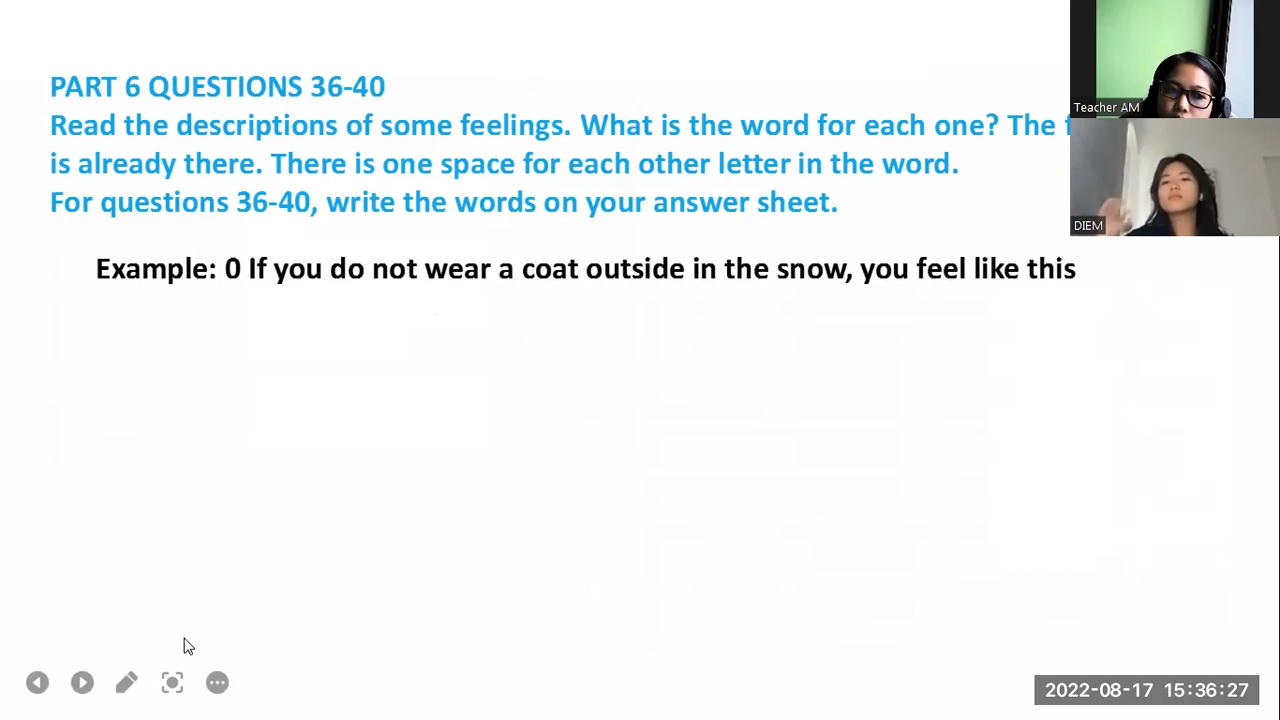 PART 6 QUESTIONS 36-40
Read the descriptions of some feelings. What is the word for each one? The
is already there. There is one space for each other letter in the word.
For questions 36-40, write the words on your answer sheet.
Example: 0 If you do not wear a coat outside in the snow, you feel like this
Teacher AM
DIEM
2022-08-17 15:36:27